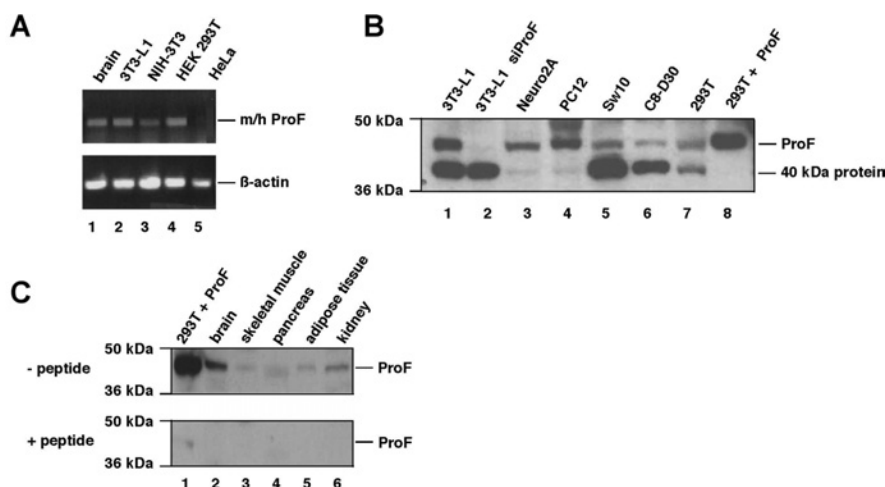 A
brain
3T3-L1
NIH-3T3
HEK 293T
HeLa
m/h ProF
ß-actin
1 2 3 4 5
B
3T3-L1
3T3-L1 siProF
Neuro2A
PC12
Sw10
C8-D30
293T
293T + ProF
50 kDa
ProF
40 kDa protein
36 kDa
1 2 3 4 5 6 7 8
C
293T + ProF
brain
skeletal muscle
pancreas
adipose tissue
kidney
50 kDa
- peptide
ProF
36 kDa
50 kDa
+ peptide
ProF
36 kDa
1 2 3 4 5 6